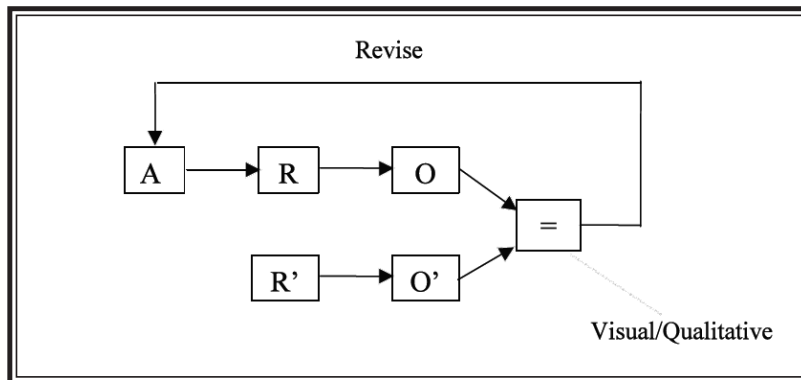 Revise
A R O
=
R’ O’
Visual/Qualitative